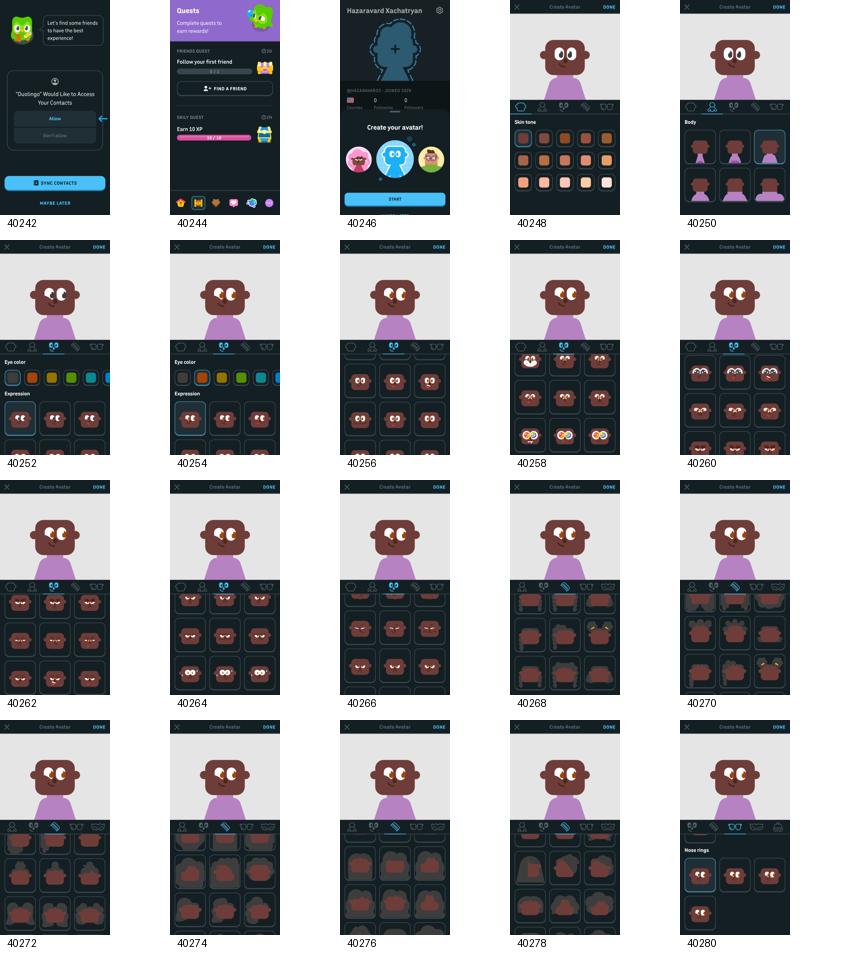 Let's find some friends
to have the best
experience!
"Duolingo" Would Like to Access
Your Contacts
Allow
Don't Allow
SYNC CONTACTS
MAYBE LATER
40242
Quests
Complete quests to
earn rewards!
FRIENDS QUEST
Follow your first friend
0 / 1
FIND A FRIEND
DAILY QUEST
Earn 10 XP
10 / 10
40244
Hazaravard Xachatryan
Create your avatar!
START
40246
Create Avatar
DONE
Skin tone
40248
Create Avatar
DONE
Body
40250
Create Avatar
DONE
Eye color
Expression
40252
Create Avatar
DONE
Eye color
Expression
40254
Create Avatar
DONE
40256
Create Avatar
DONE
40258
Create Avatar
DONE
40260
Create Avatar
DONE
40262
Create Avatar
DONE
40264
Create Avatar
DONE
40266
Create Avatar
DONE
40268
Create Avatar
DONE
40270
Create Avatar
DONE
40272
Create Avatar
DONE
40274
Create Avatar
DONE
40276
Create Avatar
DONE
40278
Create Avatar
DONE
Nose rings
40280